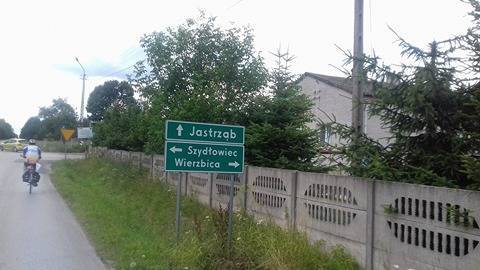 ↑ Jastrząb
← Szydłowiec
Wierzbica →